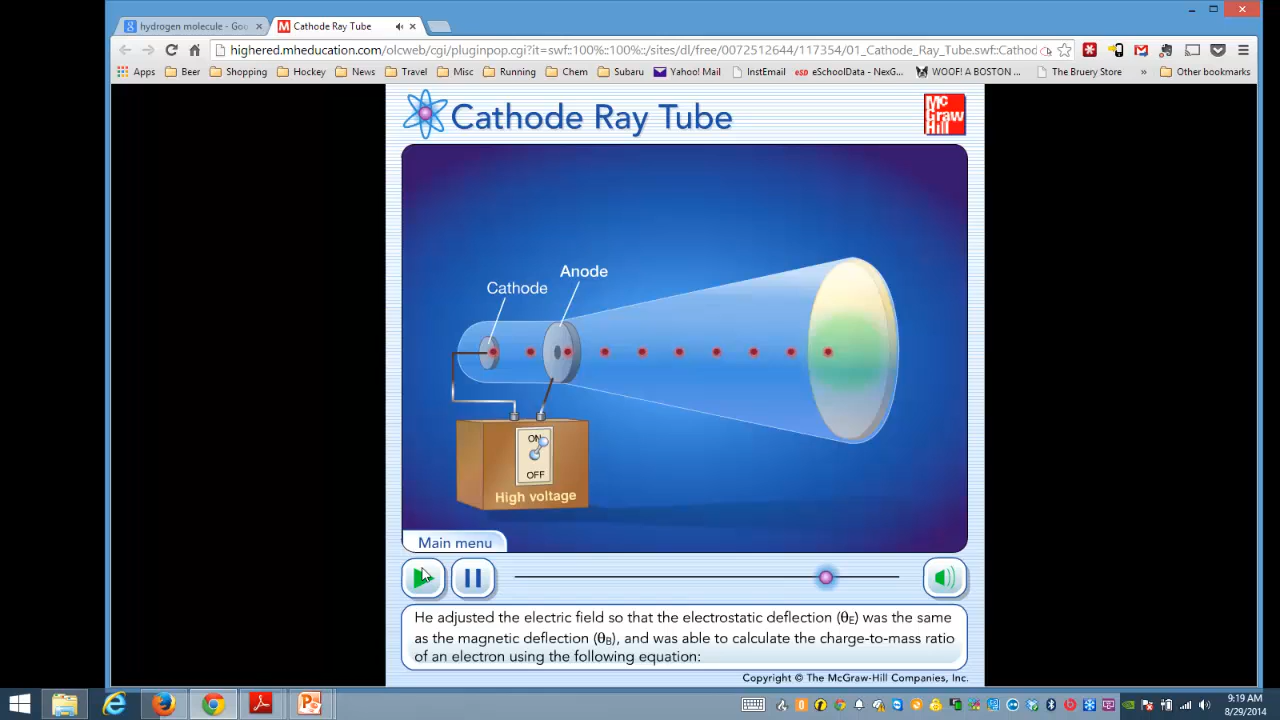 hydrogen molecule - Goo
Cathode Ray Tube
highered.mheducation.com/olcweb/cgi/pluginpop.cgi?it=swf::100%::100%::/sites/dl/free/0072512644/117354/01_Cathode_Ray_Tube.swf::Cathod
Apps Beer Shopping Hockey News Travel Misc Running Chem Subaru Yahoo! Mail InstEmail eSolidarity - NexG... WOOF! A BOSTON ... The Bruery Store » Other bookmarks
Cathode Ray Tube
Mc
Graw
Hill
Anode
Cathode
ON
OFF
High voltage
Main menu
He adjusted the electric field so that the electrostatic deflection (θE) was the same
as the magnetic deflection (θB), and was able to calculate the charge-to-mass ratio
of an electron using the following equation.
Copyright © The McGraw-Hill Companies, Inc.
9:19 AM
8/29/2014